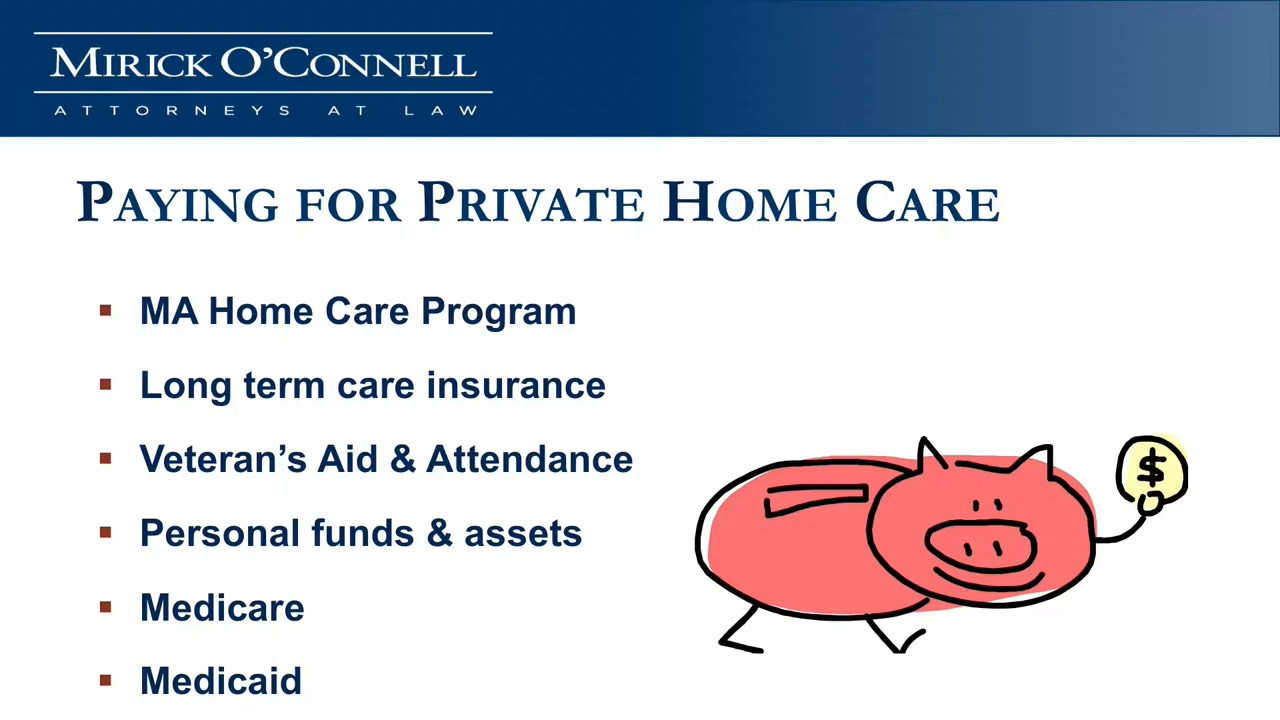 MIRICK O'CONNELL
ATTORNEYS AT LAW
PAYING FOR PRIVATE HOME CARE
MA Home Care Program
Long term care insurance
Veteran's Aid & Attendance
$
Personal funds & assets
Medicare
Medicaid